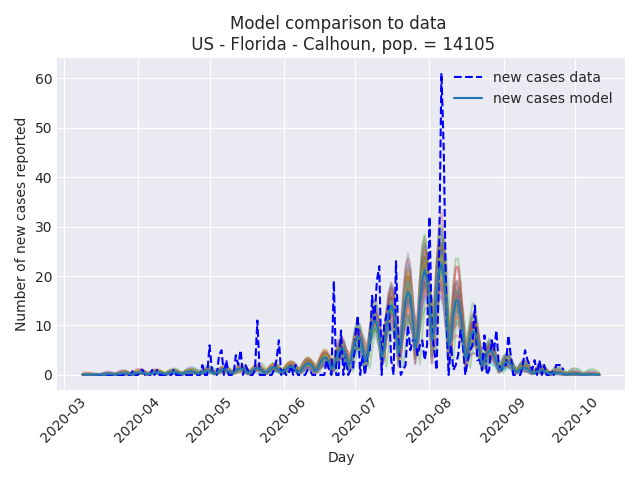 Model comparison to data
US - Florida - Calhoun, pop. = 14105
new cases data
new cases model
Number of new cases reported
60
50
40
30
20
10
0
2020-03
2020-04
2020-05
2020-06
2020-07
2020-08
2020-09
2020-10
Day